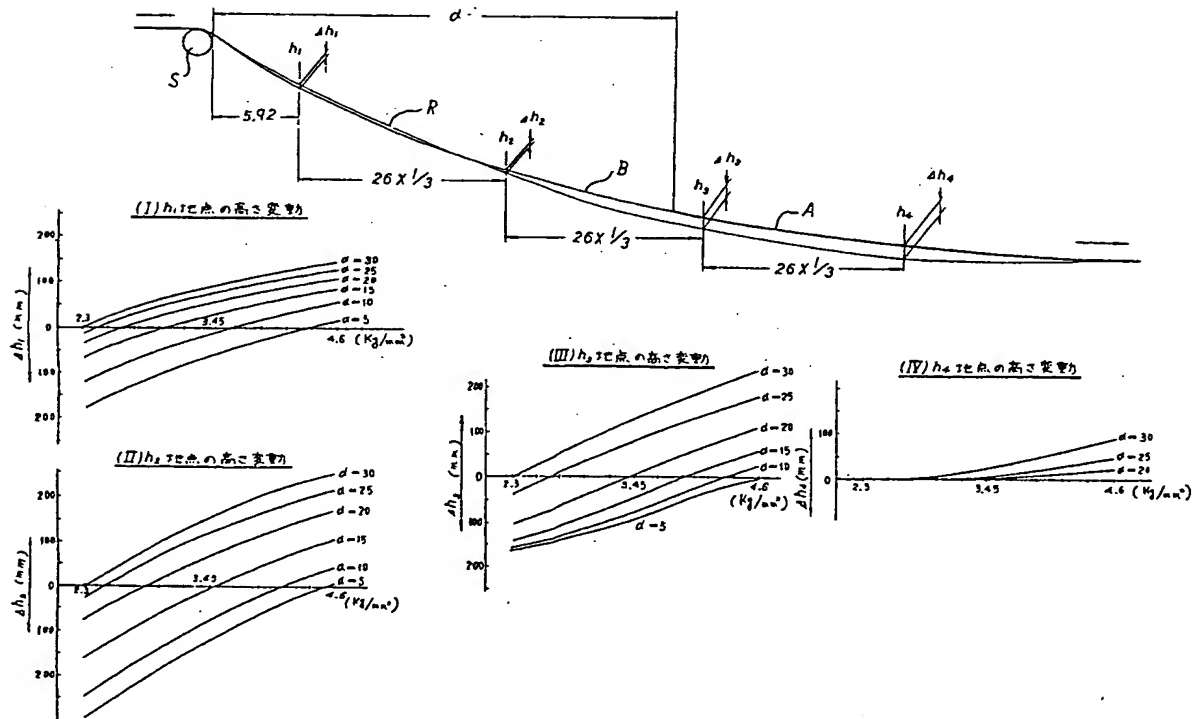 d
S
h₁
Δh₁
5.92
R
h₂
Δh₂
26×1/3
B
h₃
26×1/3
A
h₄
Δh₄
26×1/3
(I) h₁地点の高さ変動
200
100
0
100
200
Δh₁ (mm)
2.3
3.45
4.6 (Kg/mm²)
d=30
d=25
d=20
d=15
d=10
d=5
(II) h₂地点の高さ変動
200
100
0
100
200
2.3
3.45
4.6 (Kg/mm²)
d=30
d=25
d=20
d=15
d=10
d=5
(III) h₃地点の高さ変動
200
100
0
100
200
2.3
3.45
4.6
(Kg/mm²)
d=30
d=25
d=20
d=15
d=10
d=5
(IV) h₄地点の高さ変動
100
0
Δh₄ (mm)
2.3
3.45
4.6 (Kg/mm²)
d=30
d=25
d=20